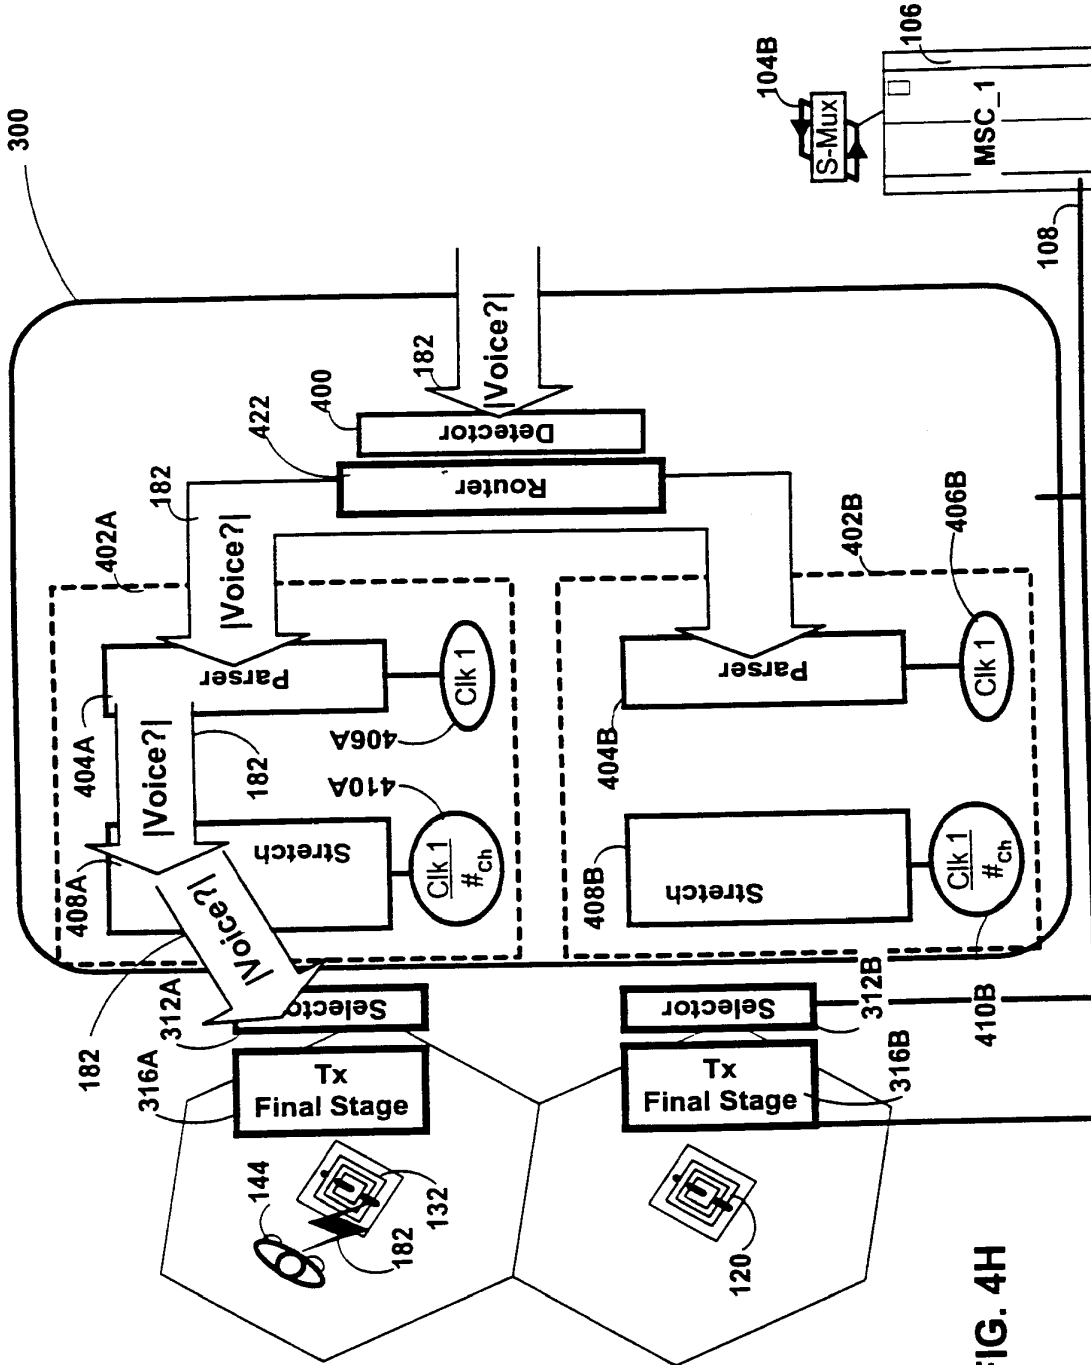 300
104B
S-Mux
106
MSC_1
108
|Voice?|
182
400
Detector
422
Router
182
|Voice?|
402A
402B
406B
Parser
404A
Clk 1
406A
|Voice?|
182
410A
Stretch
408A
Clk 1
#Ch
|Voice?|
182
Parser
404B
Clk 1
Stretch
408B
Clk 1
#Ch
410B
Selector
312A
316A
Tx
Final Stage
Selector
312B
316B
Tx
Final Stage
144
132
182
120
FIG. 4H